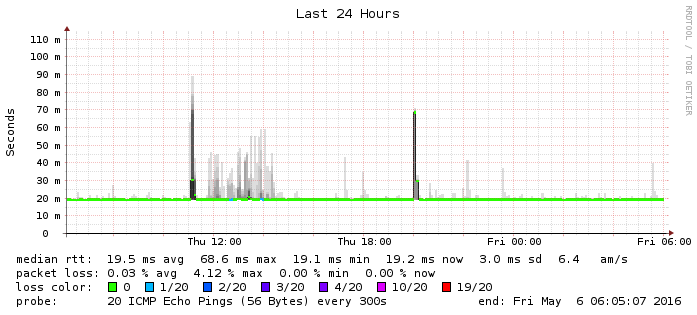 Last 24 Hours
RRDTOOL / TOBI OETIKER
Seconds
110 m
100 m
90 m
80 m
70 m
60 m
50 m
40 m
30 m
20 m
10 m
0
Thu 12:00 Thu 18:00 Fri 00:00 Fri 06:00
median rtt: 19.5 ms avg 68.6 ms max 19.1 ms min 19.2 ms now 3.0 ms sd 6.4 am/s
packet loss: 0.03 % avg 4.12 % max 0.00 % min 0.00 % now
loss color: 0 1/20 2/20 3/20 4/20 10/20 19/20
probe: 20 ICMP Echo Pings (56 Bytes) every 300s end: Fri May 6 06:05:07 2016